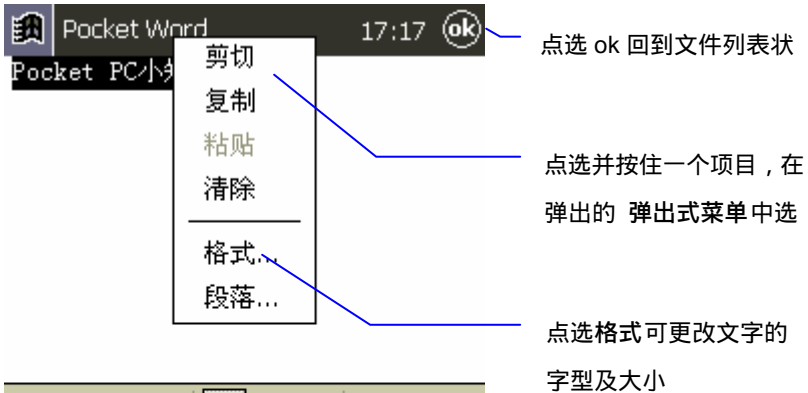 Pocket Word 17:17 ok
Pocket PC小
剪切
复制
粘贴
清除
格式...
段落...
点选 ok 回到文件列表状
点选并按住一个项目，在
弹出的 弹出式菜单中选
点选格式可更改文字的
字型及大小